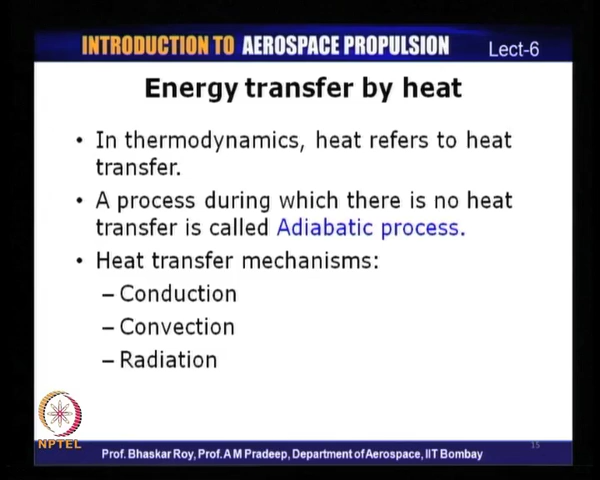 INTRODUCTION TO AEROSPACE PROPULSION
Lect-6
Energy transfer by heat
• In thermodynamics, heat refers to heat
transfer.
• A process during which there is no heat
transfer is called Adiabatic process.
• Heat transfer mechanisms:
– Conduction
– Convection
– Radiation
NPTEL
15
Prof. Bhaskar Roy, Prof. A M Pradeep, Department of Aerospace, IIT Bombay